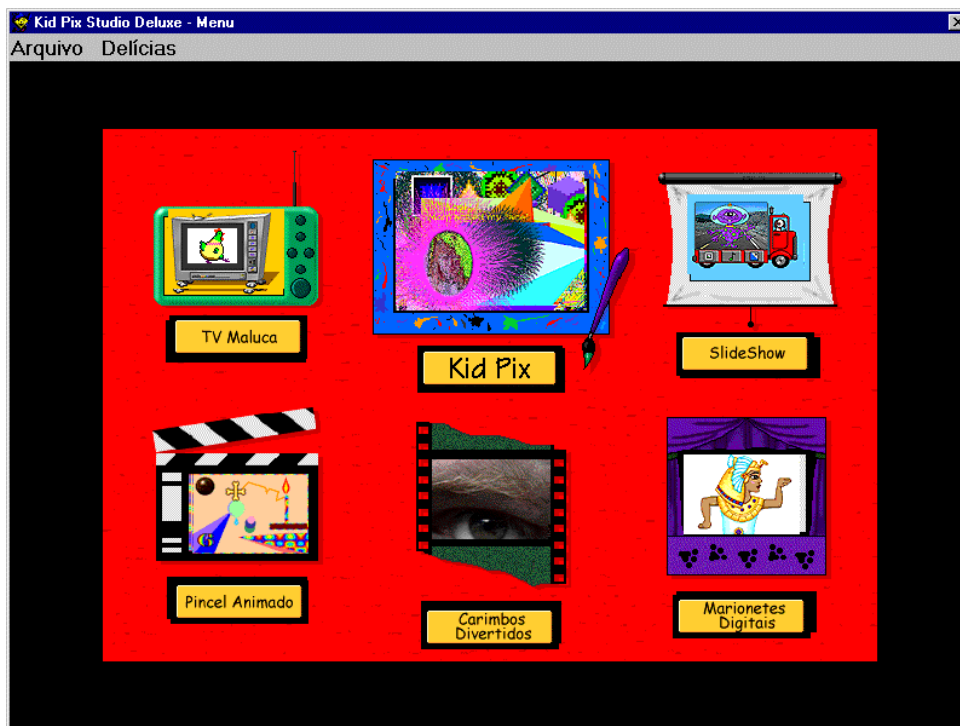 Kid Pix Studio Deluxe - Menu
Arquivo Delícias
TV Maluca
Kid Pix
SlideShow
Pincel Animado
Carimbos
Divertidos
Marionetes
Digitais